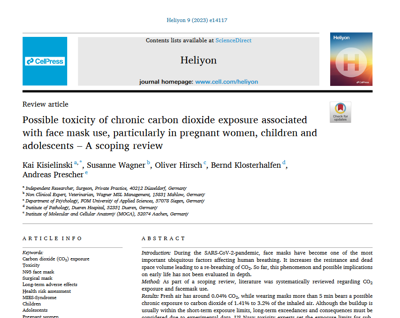 Heliyon 9 (2023) e14117
Contents lists available at ScienceDirect
Heliyon
CelPress
journal homepage: www.cell.com/heliyon
Heliyon
Review article
Check for updates
Possible toxicity of chronic carbon dioxide exposure associated
with face mask use, particularly in pregnant women, children and
adolescents – A scoping review
Kai Kisielinski a, *, Susanne Wagner b, Oliver Hirsch c, Bernd Klosterhalfen d,
Andreas Prescher e
a Independent Researcher, Surgeon, Private Practice, 40212 Düsseldorf, Germany
b Non Clinical Expert, Veterinarian, Wagner MSL Management, 15831 Mahlow, Germany
c Department of Psychology, FOM University of Applied Sciences, 57078 Siegen, Germany
d Institute of Pathology, Dueren Hospital, 52351 Dueren, Germany
e Institute of Molecular and Cellular Anatomy (MOCA), 52074 Aachen, Germany
ARTICLE INFO
ABSTRACT
Keywords:
Carbon dioxide (CO2) exposure
Toxicity
N95 face mask
Surgical mask
Long-term adverse effects
Health risk assessment
MIES-Syndrome
Children
Adolescents
Introduction: During the SARS-CoV-2-pandemic, face masks have become one of the most
important ubiquitous factors affecting human breathing. It increases the resistance and dead
space volume leading to a re-breathing of CO2. So far, this phenomenon and possible implications
on early life has not been evaluated in depth.
Method: As part of a scoping review, literature was systematically reviewed regarding CO2
exposure and facemask use.
Results: Fresh air has around 0.04% CO2, while wearing masks more than 5 min bears a possible
chronic exposure to carbon dioxide of 1.41% to 3.2% of the inhaled air. Although the buildup is
usually within the short-term exposure limits, long-term exceedances and consequences must be